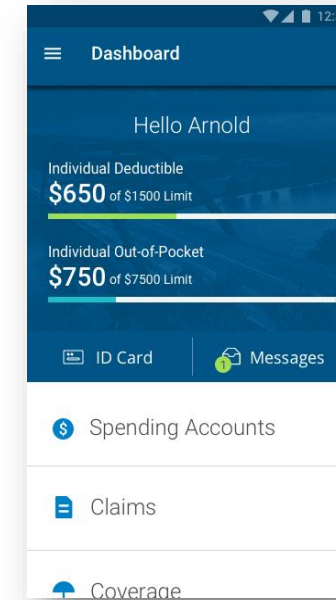 12:
Dashboard
Hello Arnold
Individual Deductible
$650 of $1500 Limit
Individual Out-of-Pocket
$750 of $7500 Limit
ID Card
1 Messages
Spending Accounts
Claims
Coverage